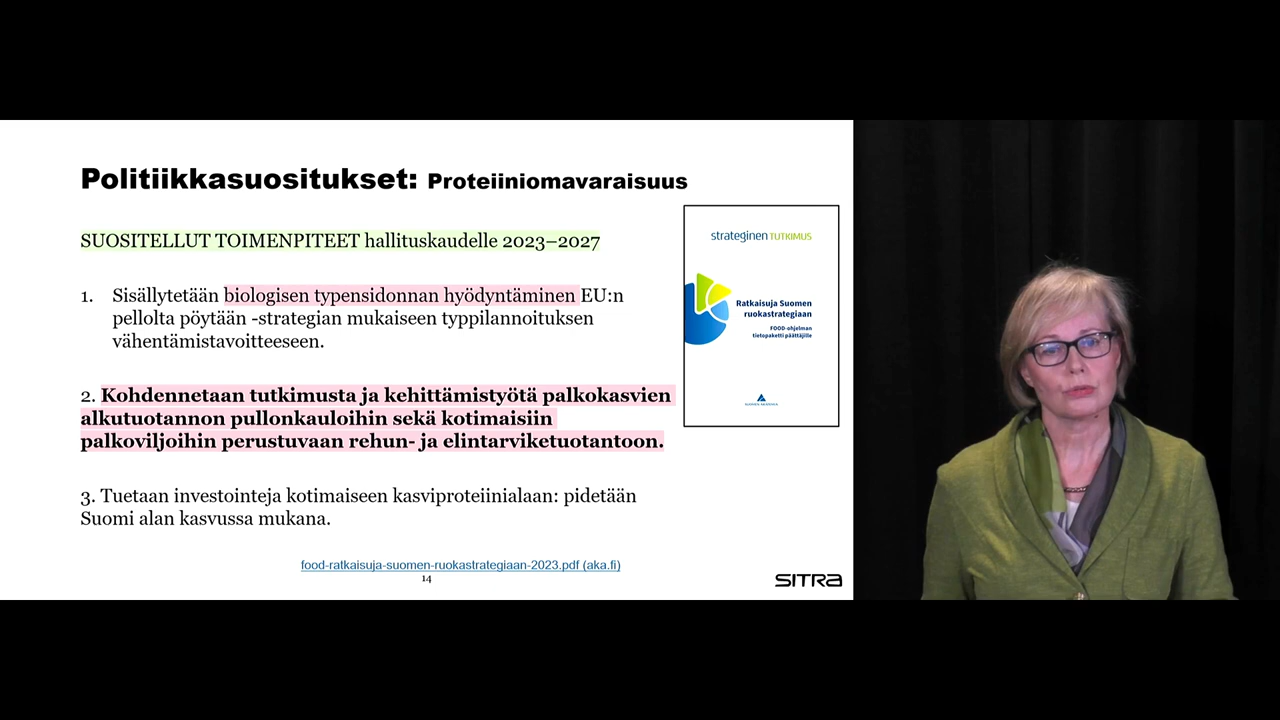 Politiikkasuositukset: Proteiiniomavaraisuus
SUOSITELLUT TOIMENPITEET hallituskaudelle 2023–2027
1. Sisällytetään biologisen typensidonnan hyödyntäminen EU:n
pellolta pöytään -strategian mukaiseen typpilannoituksen
vähentämistavoitteeseen.
2. Kohdennetaan tutkimusta ja kehittämistyötä palkokasvien
alkutuotannon pullonkauloihin sekä kotimaisiin
palkoviljoihin perustuvaan rehun- ja elintarviketuotantoon.
3. Tuetaan investointeja kotimaiseen kasviproteiinialaan: pidetään
Suomi alan kasvussa mukana.
strateginen TUTKIMUS
Ratkaisuja Suomen
ruokastrategiaan
FOOD-ohjelman
tietopaketti päättäjille
SUOMEN AKATEMIA
food-ratkaisuja-suomen-ruokastrategiaan-2023.pdf (aka.fi)
14
SITRA